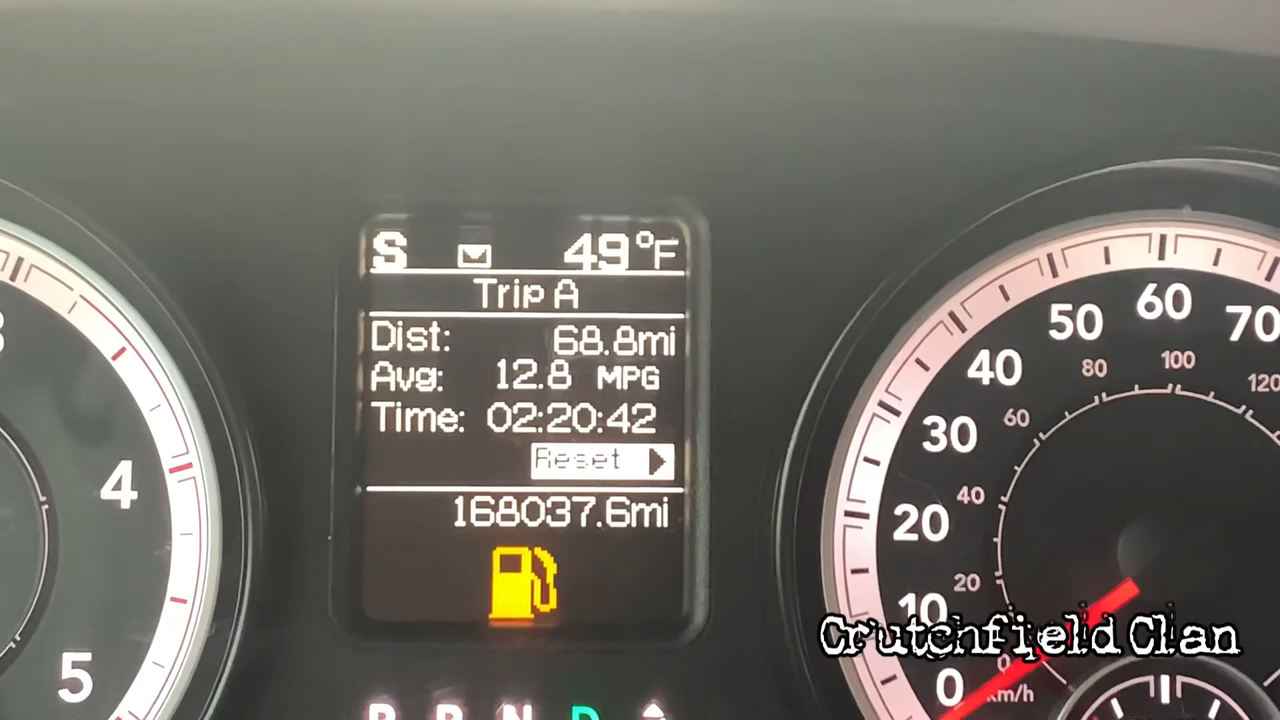 S 49°F
Trip A
Dist: 68.8mi
Avg: 12.8 MPG
Time: 02:20:42
Reset
168037.6mi
P R N D
4
5
0 10 20 30 40 50 60 70
0 20 40 60 80 100 120
km/h
Crutchfield Clan